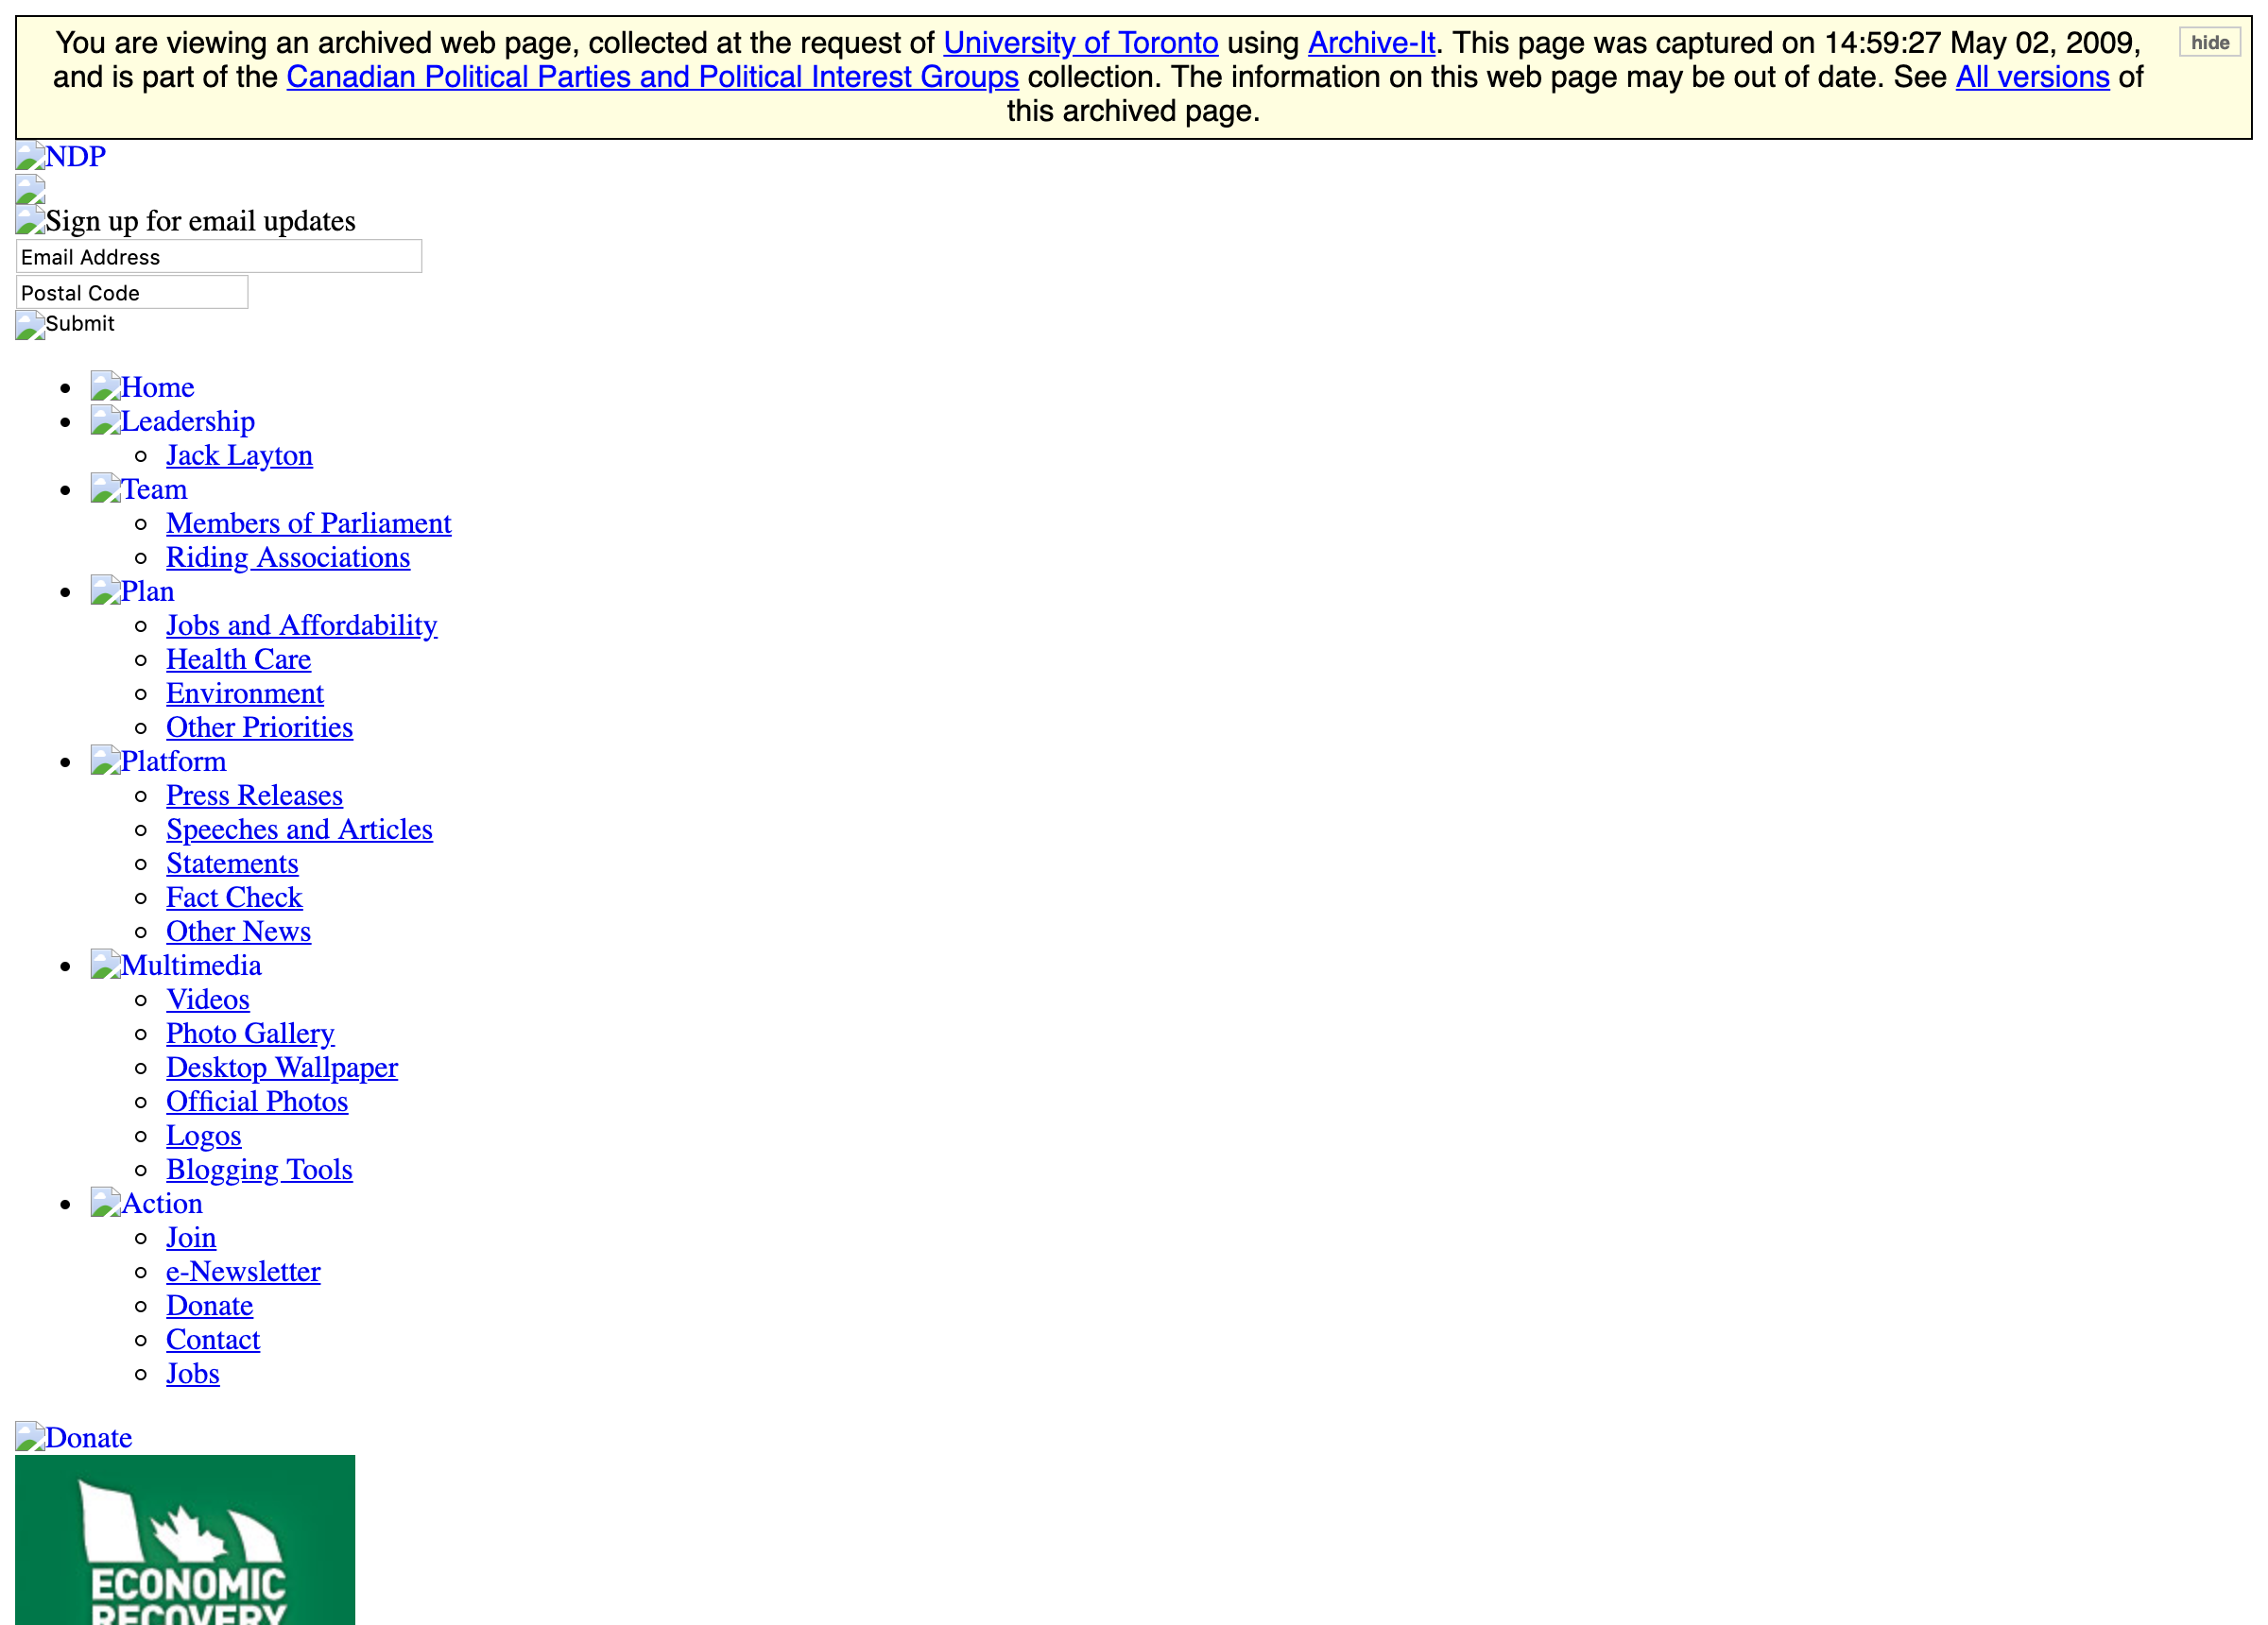 You are viewing an archived web page, collected at the request of University of Toronto using Archive-It. This page was captured on 14:59:27 May 02, 2009,
hide
and is part of the Canadian Political Parties and Political Interest Groups collection. The information on this web page may be out of date. See All versions of
this archived page.
NDP
Sign up for email updates
Email Address
Postal Code
Submit
Home
Leadership
Jack Layton
Team
Members of Parliament
Riding Associations
Plan
Jobs and Affordability
Health Care
Environment
Other Priorities
Platform
Press Releases
Speeches and Articles
Statements
Fact Check
Other News
Multimedia
Videos
Photo Gallery
Desktop Wallpaper
Official Photos
Logos
Blogging Tools
Action
Join
e-Newsletter
Donate
Contact
Jobs
Donate
ECONOMIC
RECOVERY